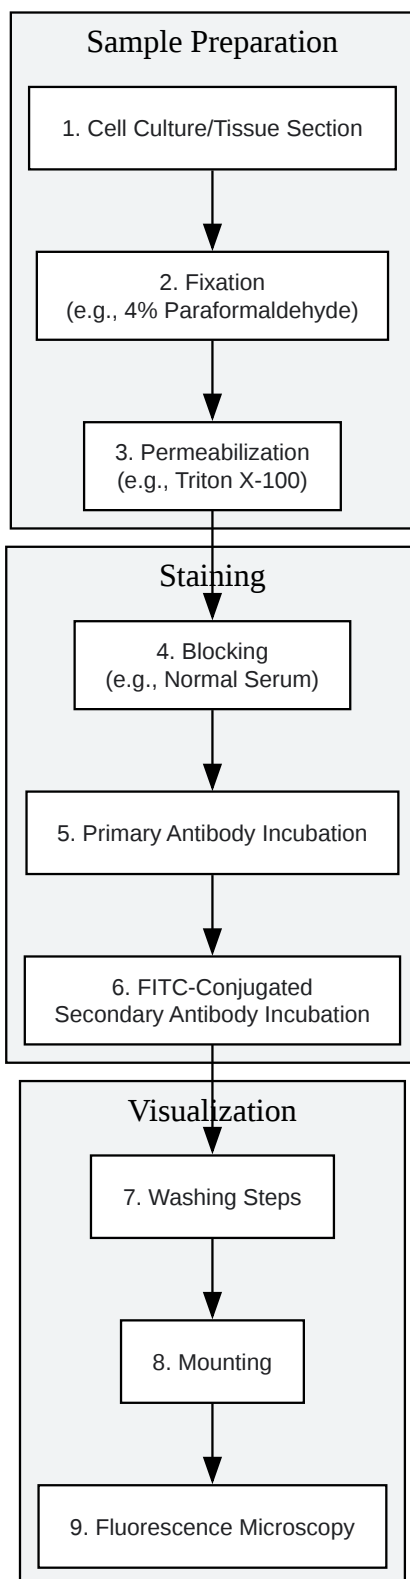 Sample Preparation
1. Cell Culture/Tissue Section
2. Fixation
(e.g., 4% Paraformaldehyde)
3. Permeabilization
(e.g., Triton X-100)
Staining
4. Blocking
(e.g., Normal Serum)
5. Primary Antibody Incubation
6. FITC-Conjugated
Secondary Antibody Incubation
Visualization
7. Washing Steps
8. Mounting
9. Fluorescence Microscopy